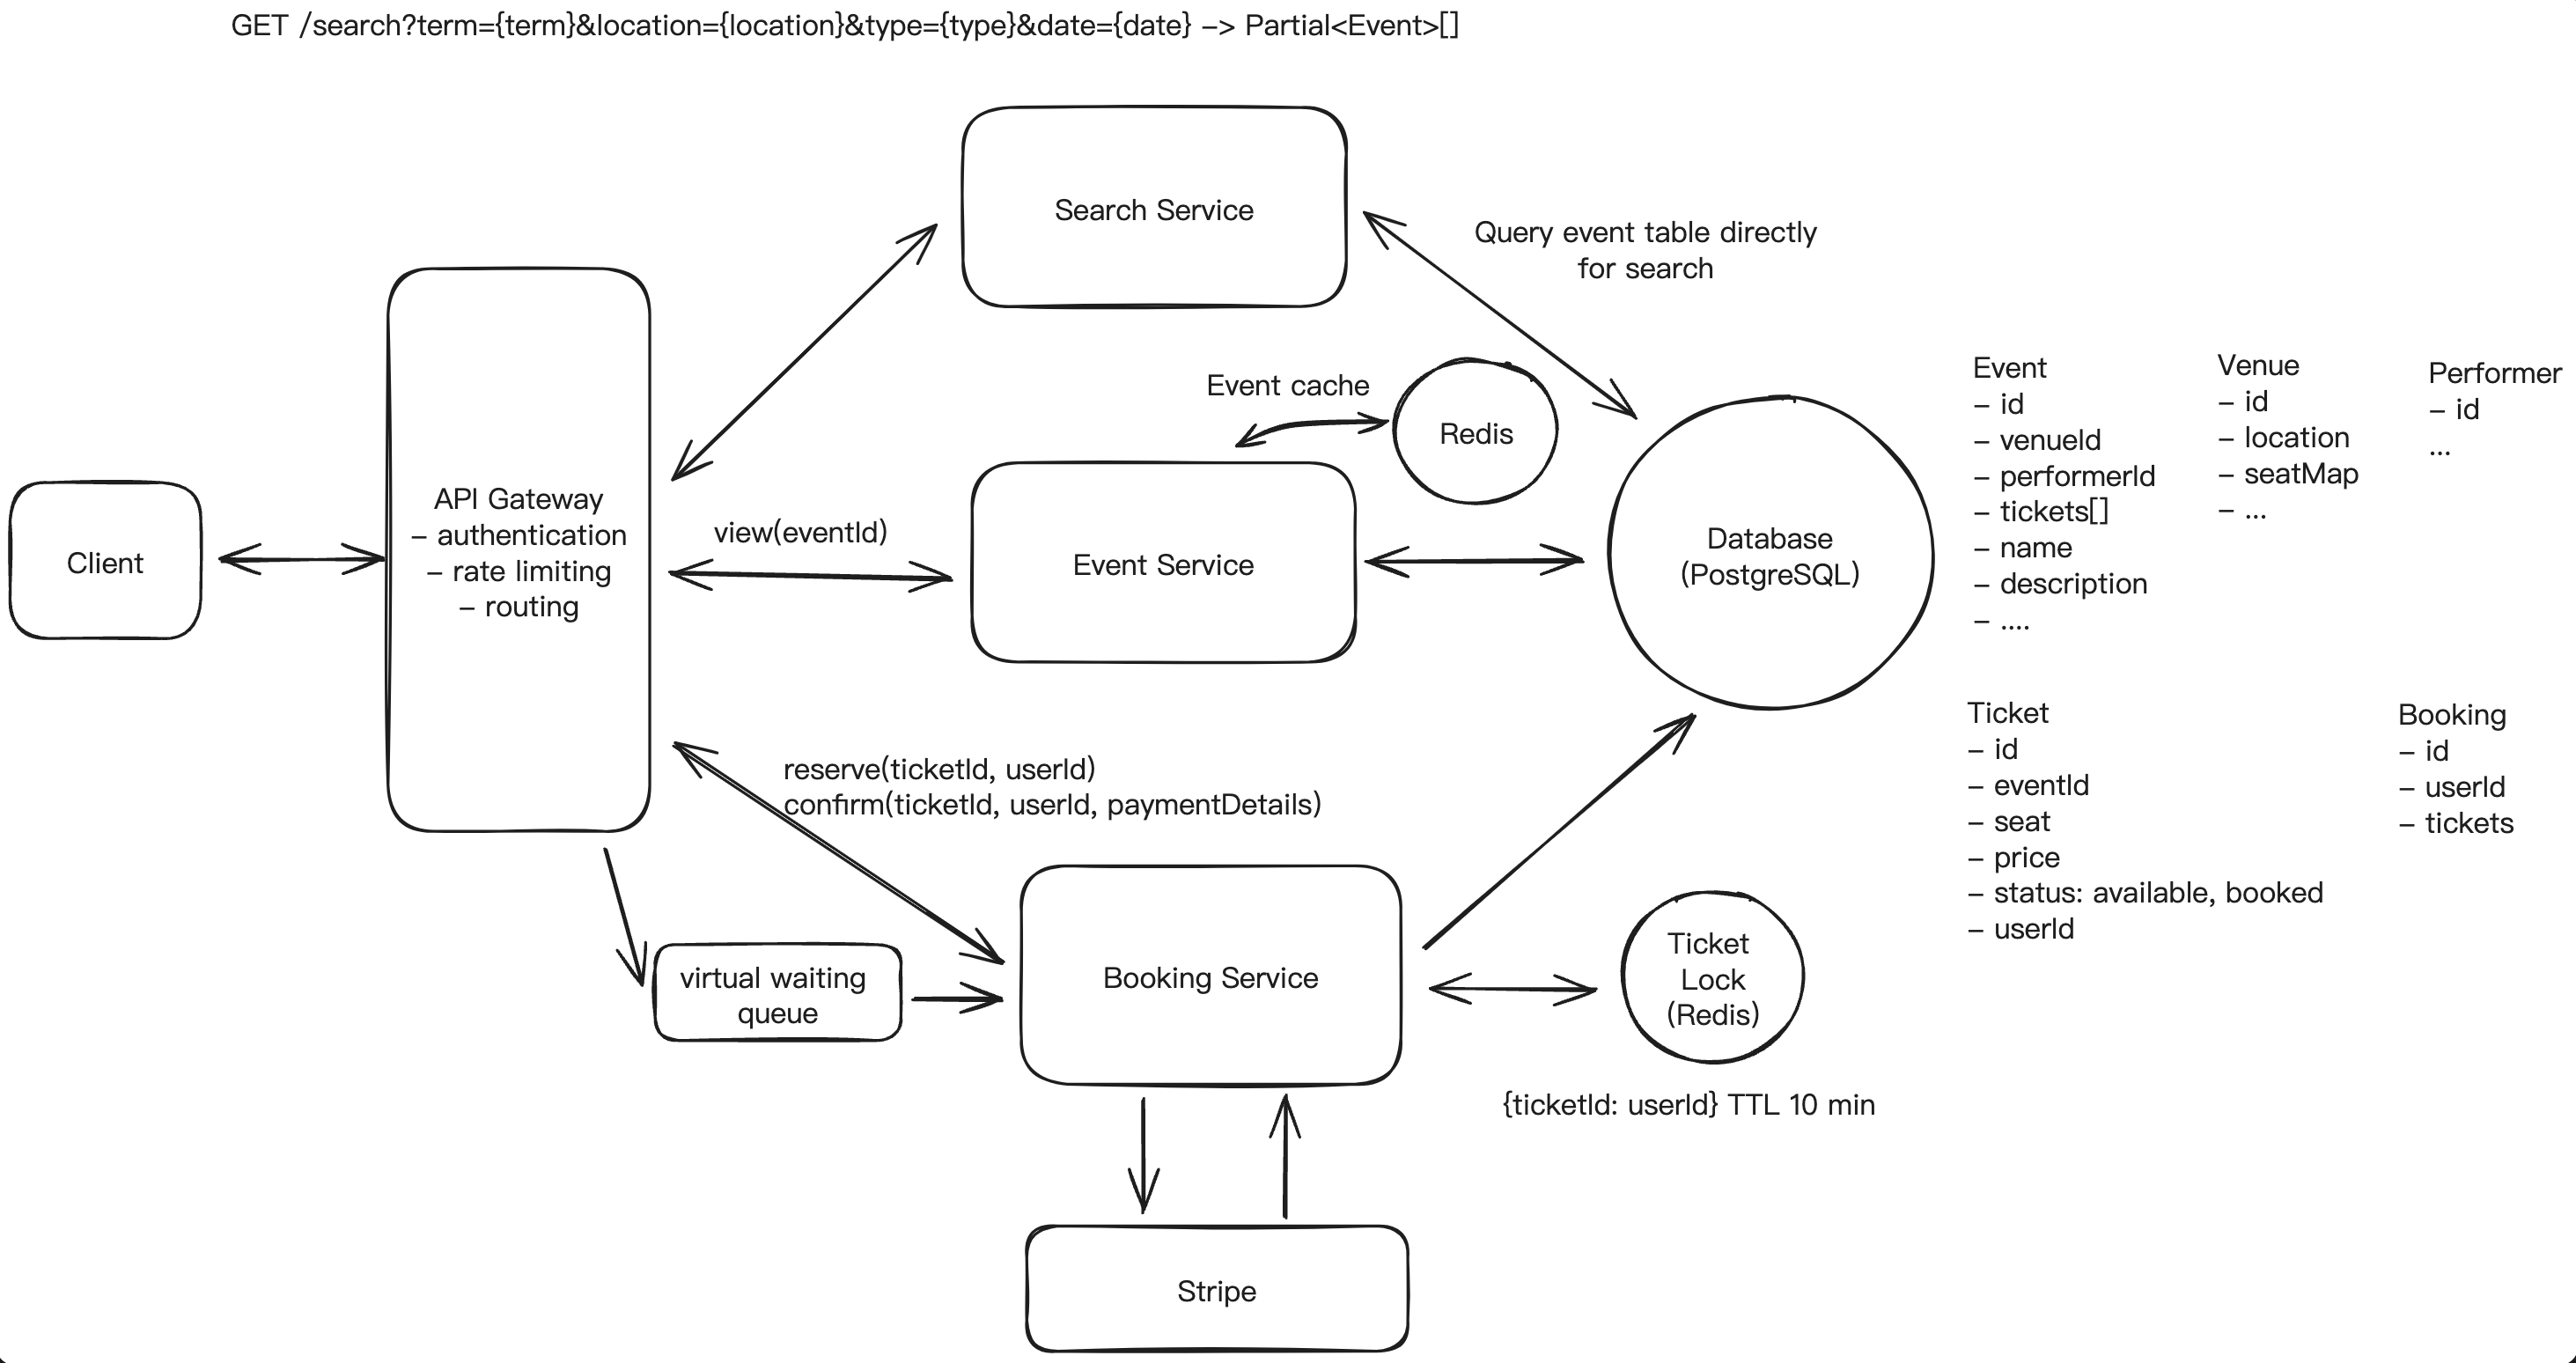 GET /search?term={term}&location={location}&type={type}&date={date} -> Partial<Event>[]
Search Service
Query event table directly
for search
Event cache
Redis
API Gateway
- authentication
- rate limiting
- routing
Client
view(eventId)
Event Service
Database
(PostgreSQL)
Event
- id
- venueId
- performerId
- tickets[]
- name
- description
- ....
Venue
- id
- location
- seatMap
- ...
Performer
- id
...
reserve(ticketId, userId)
confirm(ticketId, userId, paymentDetails)
virtual waiting
queue
Booking Service
Ticket
Lock
(Redis)
{ticketId: userId} TTL 10 min
Ticket
- id
- eventId
- seat
- price
- status: available, booked
- userId
Booking
- id
- userId
- tickets
Stripe